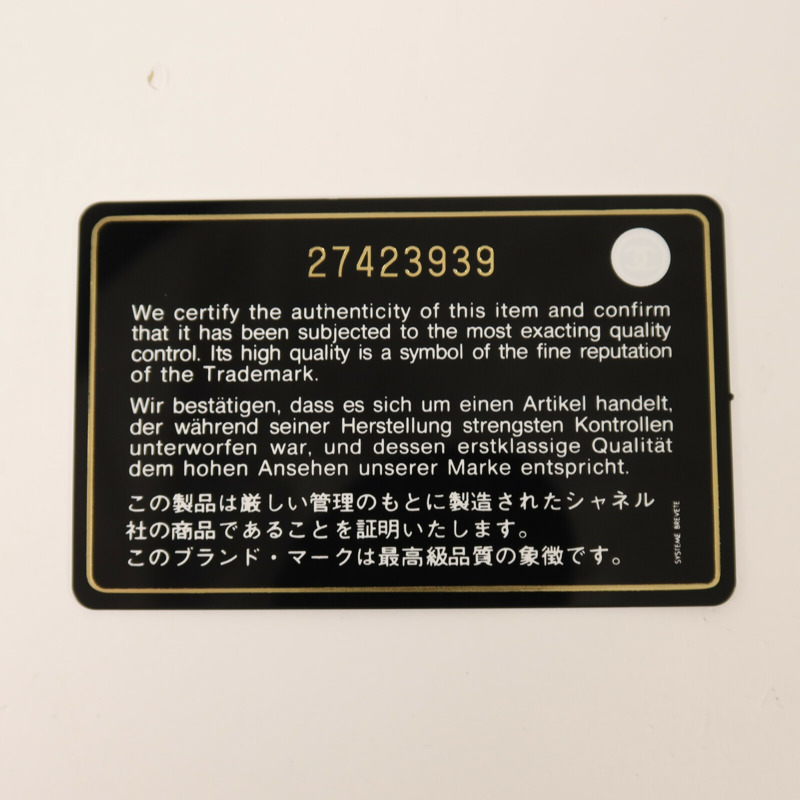 27423939
We certify the authenticity of this item and confirm
that it has been subjected to the most exacting quality
control. Its high quality is a symbol of the fine reputation
of the Trademark.
Wir bestätigen, dass es sich um einen Artikel handelt,
der während seiner Herstellung strengsten Kontrollen
unterworfen war, und dessen erstklassige Qualität
dem hohen Ansehen unserer Marke entspricht.
この製品は厳しい管理のもとに製造されたシャネル
社の商品であることを証明いたします。
このブランド・マークは最高級品質の象徴です。
SYSTEME BREVETE